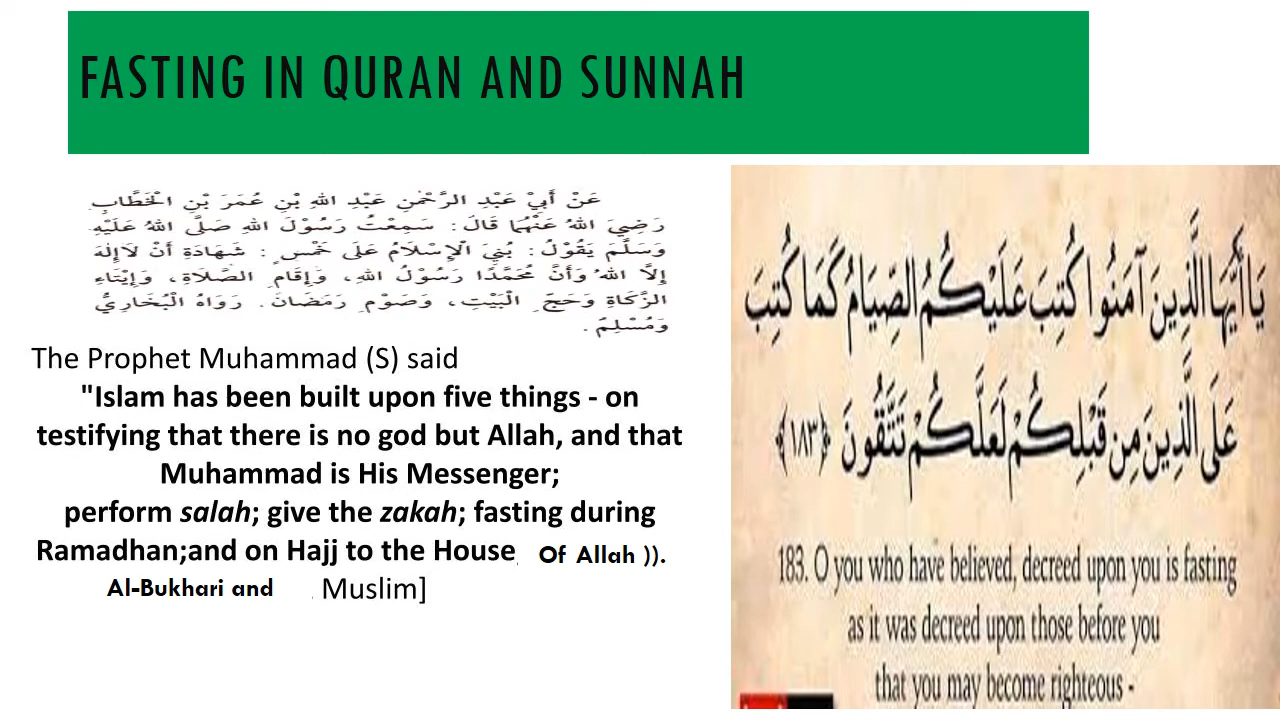 FASTING IN QURAN AND SUNNAH
عَنْ أَبِيْ عَبْدِ الرَّحْمٰنِ عَبْدِ اللهِ بْنِ عُمَرَ بْنِ الْخَطَّابِ
رَضِيَ اللهُ عَنْهُمَا قَالَ: سَمِعْتُ رَسُوْلَ اللهِ صَلَّى اللهُ عَلَيْهِ
وَسَلَّمَ يَقُوْلُ: بُنِيَ الْإِسْلَامُ عَلَى خَمْسٍ: شَهَادَةِ أَنْ لَا إِلٰهَ
إِلَّا اللهُ وَأَنَّ مُحَمَّدًا رَسُوْلُ اللهِ، وَإِقَامِ الصَّلَاةِ، وَإِيْتَاءِ
الزَّكَاةِ وَحَجِّ الْبَيْتِ، وَصَوْمِ رَمَضَانَ. رَوَاهُ الْبُخَارِيُّ
وَمُسْلِمٌ.
The Prophet Muhammad (S) said
"Islam has been built upon five things - on
testifying that there is no god but Allah, and that
Muhammad is His Messenger;
perform salah; give the zakah; fasting during
Ramadhan;and on Hajj to the House Of Allah )).
Al-Bukhari and Muslim]
يَا أَيُّهَا الَّذِينَ آمَنُوا كُتِبَ عَلَيْكُمُ الصِّيَامُ كَمَا كُتِبَ
عَلَى الَّذِينَ مِن قَبْلِكُمْ لَعَلَّكُمْ تَتَّقُونَ ﴿١٨٣﴾
183. O you who have believed, decreed upon you is fasting
as it was decreed upon those before you
that you may become righteous -